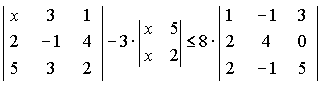 | x 3 1 |
| 2 -1 4 | -3· | x 5 | ≤ 8· | 1 -1 3 |
| 5 3 2 | | x 2 | | 2 4 0 |
| 2 -1 5 |